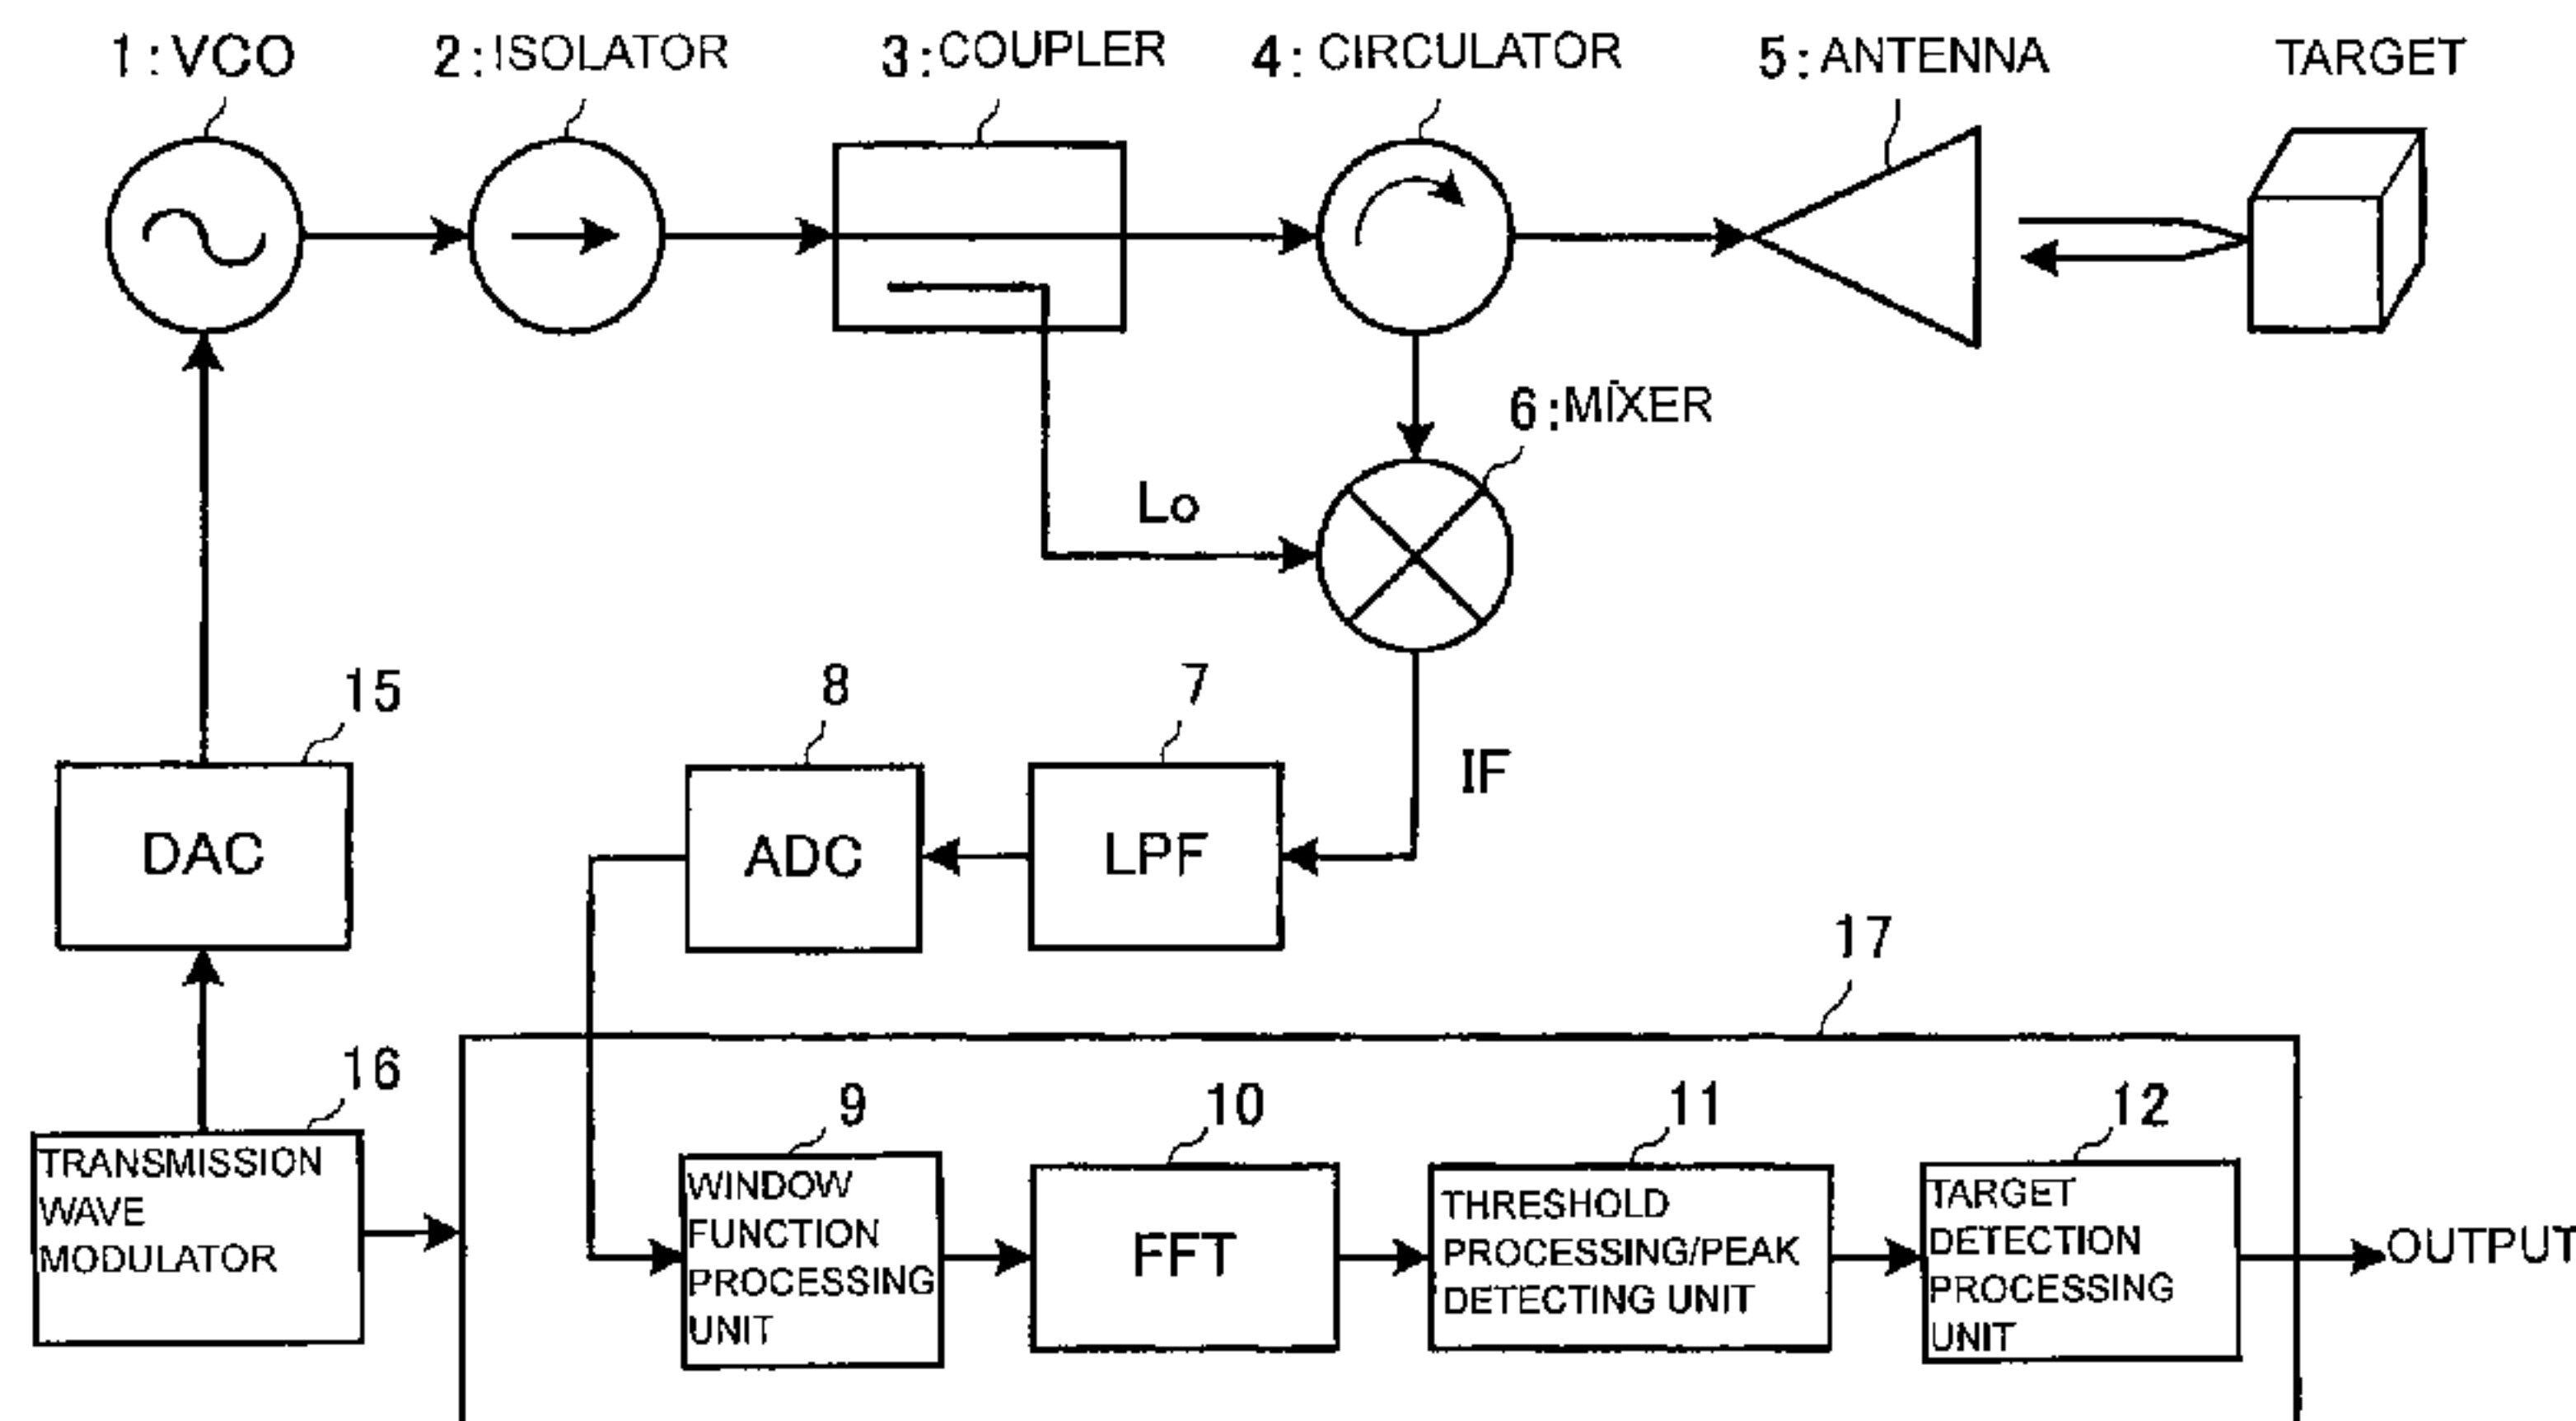 1:VCO
2:ISOLATOR
3:COUPLER
4:CIRCULATOR
5:ANTENNA
TARGET
6:MIXER
Lo
15
8
7
IF
DAC
ADC
LPF
17
16
9
10
11
12
TRANSMISSION
WAVE
MODULATOR
WINDOW
FUNCTION
PROCESSING
UNIT
FFT
THRESHOLD
PROCESSING/PEAK
DETECTING UNIT
TARGET
DETECTION
PROCESSING
UNIT
OUTPUT